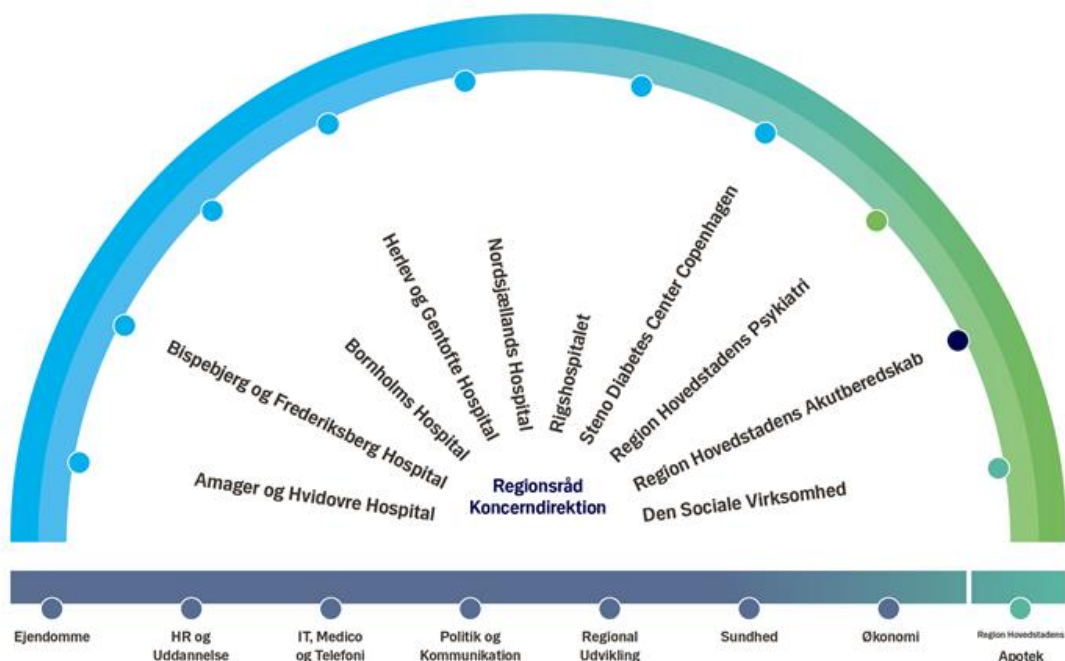 Amager og Hvidovre Hospital
Bispebjerg og Frederiksberg Hospital
Bornholms Hospital
Herlev og Gentofte Hospital
Nordsjællands Hospital
Rigshospitalet
Steno Diabetes Center Copenhagen
Region Hovedstadens Psykiatri
Region Hovedstadens Akutberedskab
Den Sociale Virksomhed
Regionsråd
Koncerndirektion
Ejendomme
HR og
Uddannelse
IT, Medico
og Telefoni
Politik og
Kommunikation
Regional
Udvikling
Sundhed
Økonomi
Region Hovedstadens
Apotek